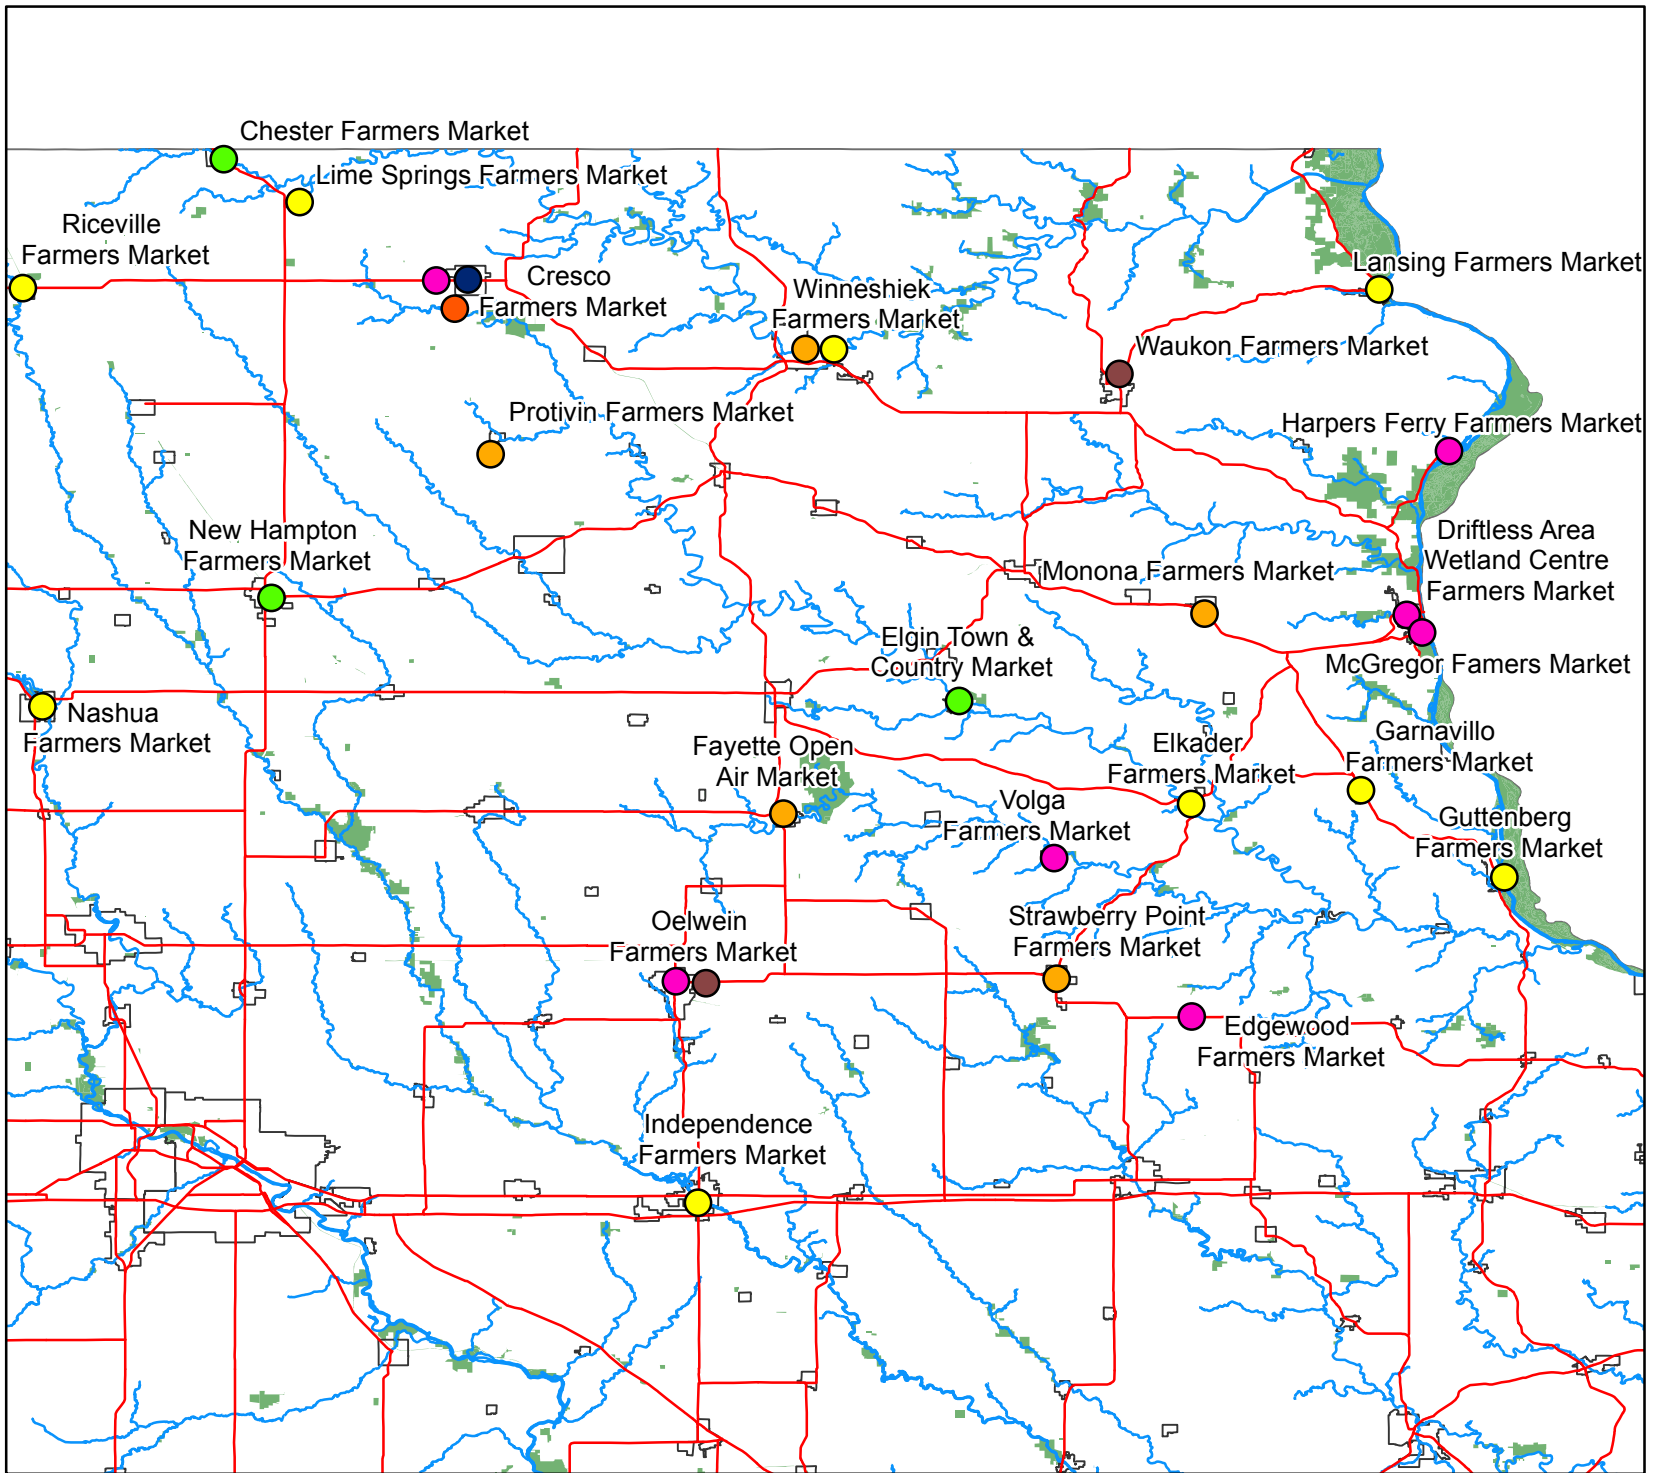 Chester Farmers Market
Lime Springs Farmers Market
Riceville
Farmers Market
Cresco
Farmers Market
Winneshiek
Farmers Market
Lansing Farmers Market
Waukon Farmers Market
Protivin Farmers Market
Harpers Ferry Farmers Market
New Hampton
Farmers Market
Driftless Area
Wetland Centre
Farmers Market
Monona Farmers Market
Elgin Town &
Country Market
McGregor Famers Market
Nashua
Farmers Market
Fayette Open
Air Market
Elkader
Farmers Market
Garnavillo
Farmers Market
Volga
Farmers Market
Guttenberg
Farmers Market
Oelwein
Farmers Market
Strawberry Point
Farmers Market
Edgewood
Farmers Market
Independence
Farmers Market